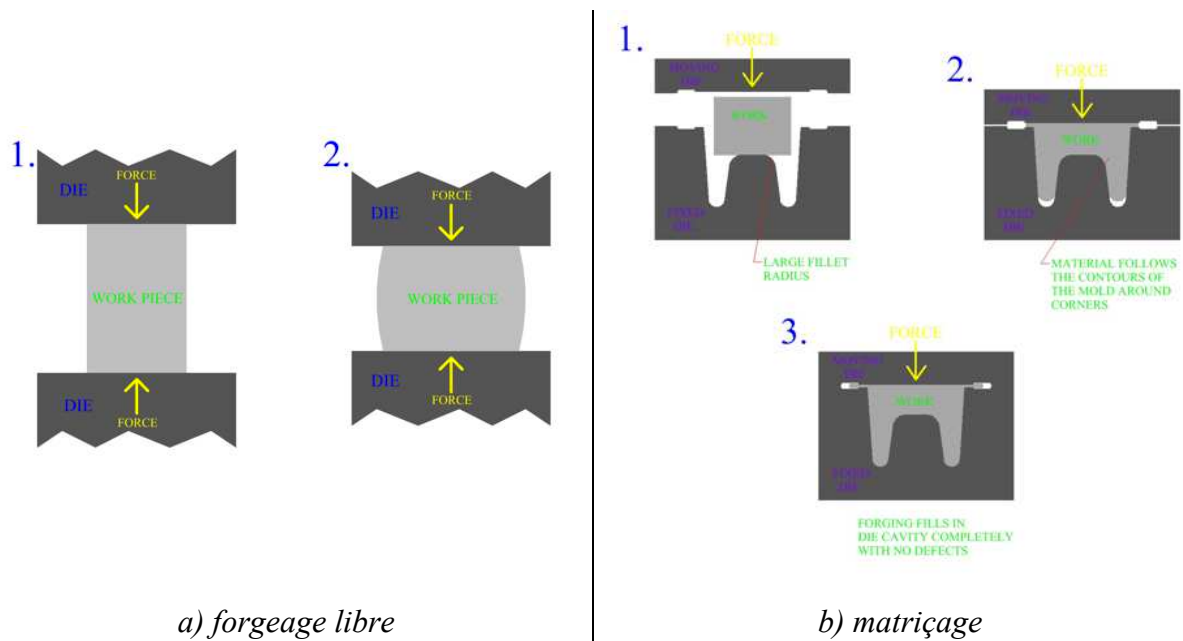 1.
FORCE
DIE
WORK PIECE
DIE
FORCE
2.
FORCE
DIE
WORK PIECE
DIE
FORCE
a) forgeage libre
1.
FORCE
MOVING
DIE
WORK
FIXED
DIE
LARGE FILLET
RADIUS
2.
FORCE
MOVING
DIE
WORK
FIXED
DIE
MATERIAL FOLLOWS
THE CONTOURS OF
THE MOLD AROUND
CORNERS
3.
FORCE
MOVING
DIE
WORK
FIXED
DIE
FORGING FILLS IN
DIE CAVITY COMPLETELY
WITH NO DEFECTS
b) matriçage